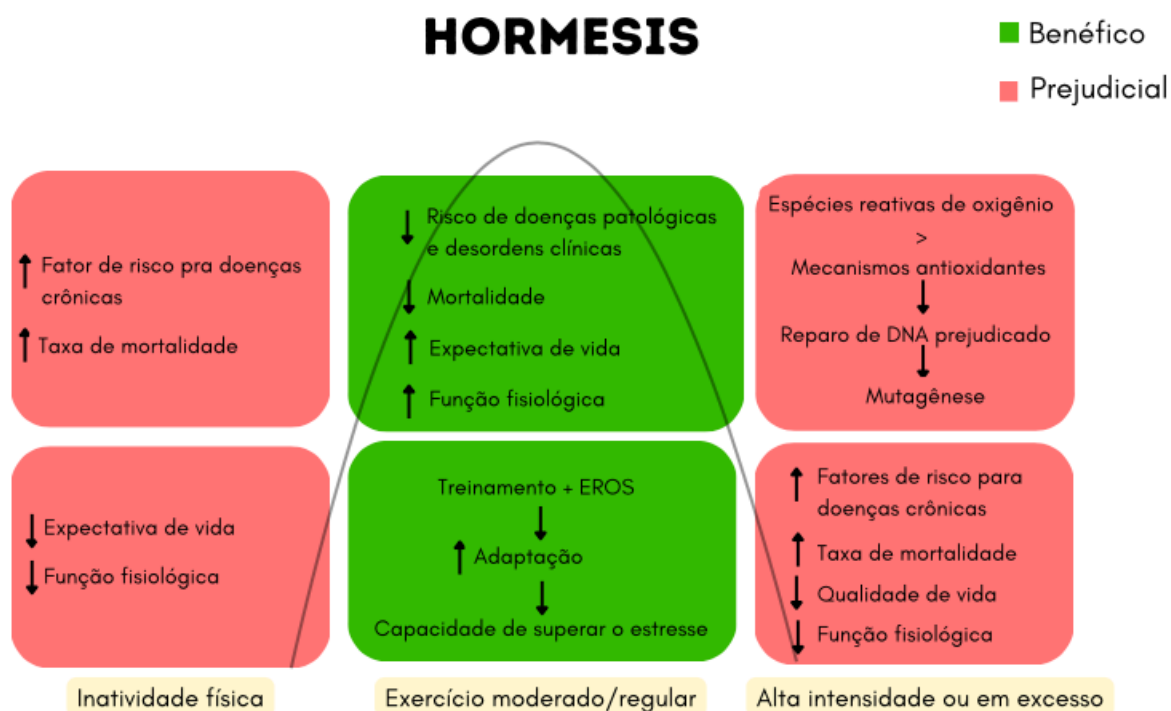 HORMESIS
Benéfico
Prejudicial
Fator de risco pra doenças
crônicas
Taxa de mortalidade
Expectativa de vida
Função fisiológica
Inatividade física
Risco de doenças patológicas
e desordens clínicas
Mortalidade
Expectativa de vida
Função fisiológica
Treinamento + EROS
Adaptação
Capacidade de superar o estresse
Exercício moderado/regular
Espécies reativas de oxigênio
>
Mecanismos antioxidantes
Reparo de DNA prejudicado
Mutagênese
Fatores de risco para
doenças crônicas
Taxa de mortalidade
Qualidade de vida
Função fisiológica
Alta intensidade ou em excesso